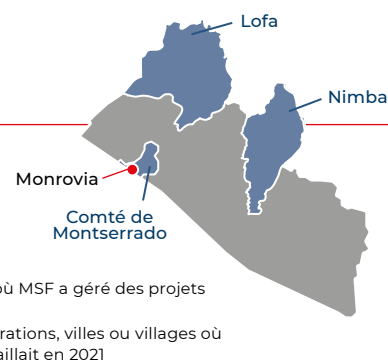 Lofa
Nimba
Monrovia
Comté de
Montserrado
où MSF a géré des projets
rations, villes ou villages où
aillait en 2021